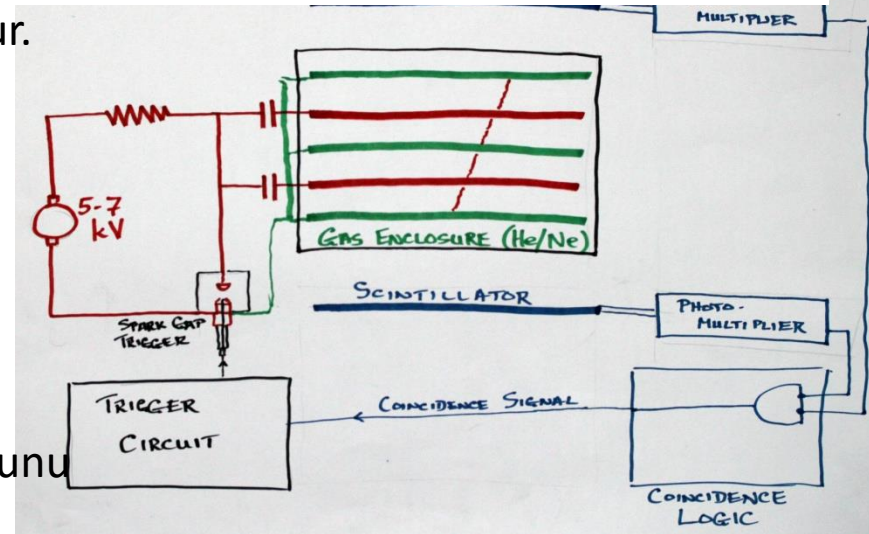 ur.
MULTIPLIER
5-7
kV
GAS ENCLOSURE (He/Ne)
SCINTILLATOR
PHOTO-
MULTIPLIER
SPARK GAP
TRIGGER
TRIGGER
CIRCUIT
COINCIDENCE SIGNAL
unu
COINCIDENCE
LOGIC